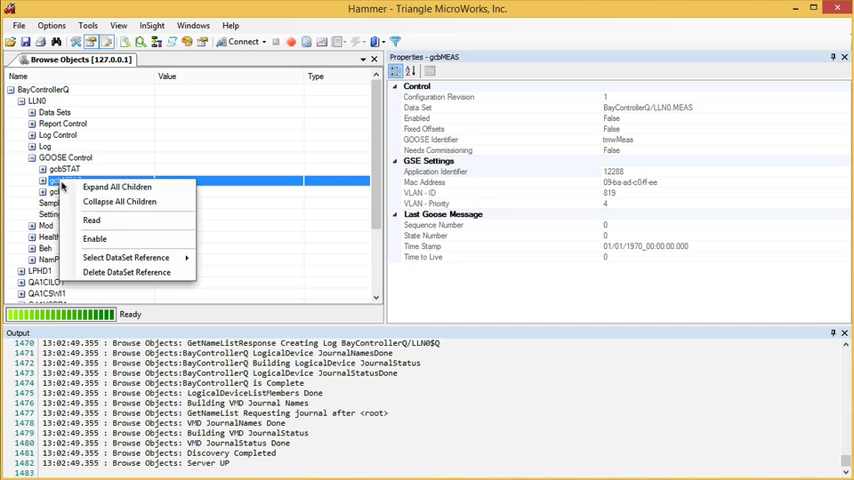 Hammer - Triangle MicroWorks, Inc.
File Options Tools View InSight Windows Help
Connect
Browse Objects [127.0.0.1]
Name Value Type
BayControllerQ
LLN0
Data Sets
Report Control
Log Control
Log
GOOSE Control
gcbSTAT
Mod
Beh
LPHD1
QA1CILO1
QA1CSWI1
Expand All Children
Collapse All Children
Read
Enable
Select DataSet Reference
Delete DataSet Reference
Ready
Properties - gcbMEAS
Control
Configuration Revision 1
Data Set BayControllerQ/LLN0.MEAS
Enabled False
Fixed Offsets False
GOOSE Identifier tmwMeas
Needs Commissioning False
GSE Settings
Application Identifier 12288
Mac Address 09-ba-ad-c0-ff-ee
VLAN - ID 819
VLAN - Priority 4
Last Goose Message
Sequence Number 0
State Number 0
Time Stamp 01/01/1970_00:00:00.000
Time to Live 0
Output
1470 13:02:49.355 : Browse Objects: GetNameListResponse Creating Log BayControllerQ/LLN0$Q
1471 13:02:49.355 : Browse Objects:BayControllerQ LogicalDevice JournalNamesDone
1472 13:02:49.355 : Browse Objects:BayControllerQ Building LogicalDevice JournalStatus
1473 13:02:49.355 : Browse Objects:BayControllerQ LogicalDevice JournalStatusDone
1474 13:02:49.355 : Browse Objects:BayControllerQ is Complete
1475 13:02:49.355 : Browse Objects: LogicalDeviceListMembers Done
1476 13:02:49.355 : Browse Objects: Building VMD Journal Names
1477 13:02:49.355 : Browse Objects: GetNameList Requesting journal after <root>
1478 13:02:49.355 : Browse Objects: VMD JournalNames Done
1479 13:02:49.355 : Browse Objects: Building VMD JournalStatus
1480 13:02:49.355 : Browse Objects: VMD JournalStatus Done
1481 13:02:49.355 : Browse Objects: Discovery Completed
1482 13:02:49.355 : Browse Objects: Server UP
1483